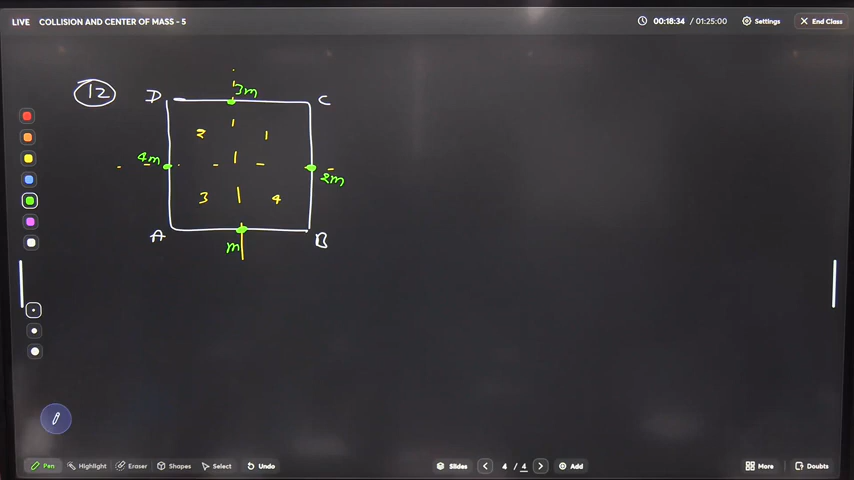 LIVE COLLISION AND CENTER OF MASS - 5
00:18:34 /01:25:00
Settings
End Class
12
D
3m
C
2
1
4m
2m
3
4
A
m
B
Pen
Highlight
Eraser
Shapes
Select
Undo
Slides
4 / 4
Add
More
Doubts